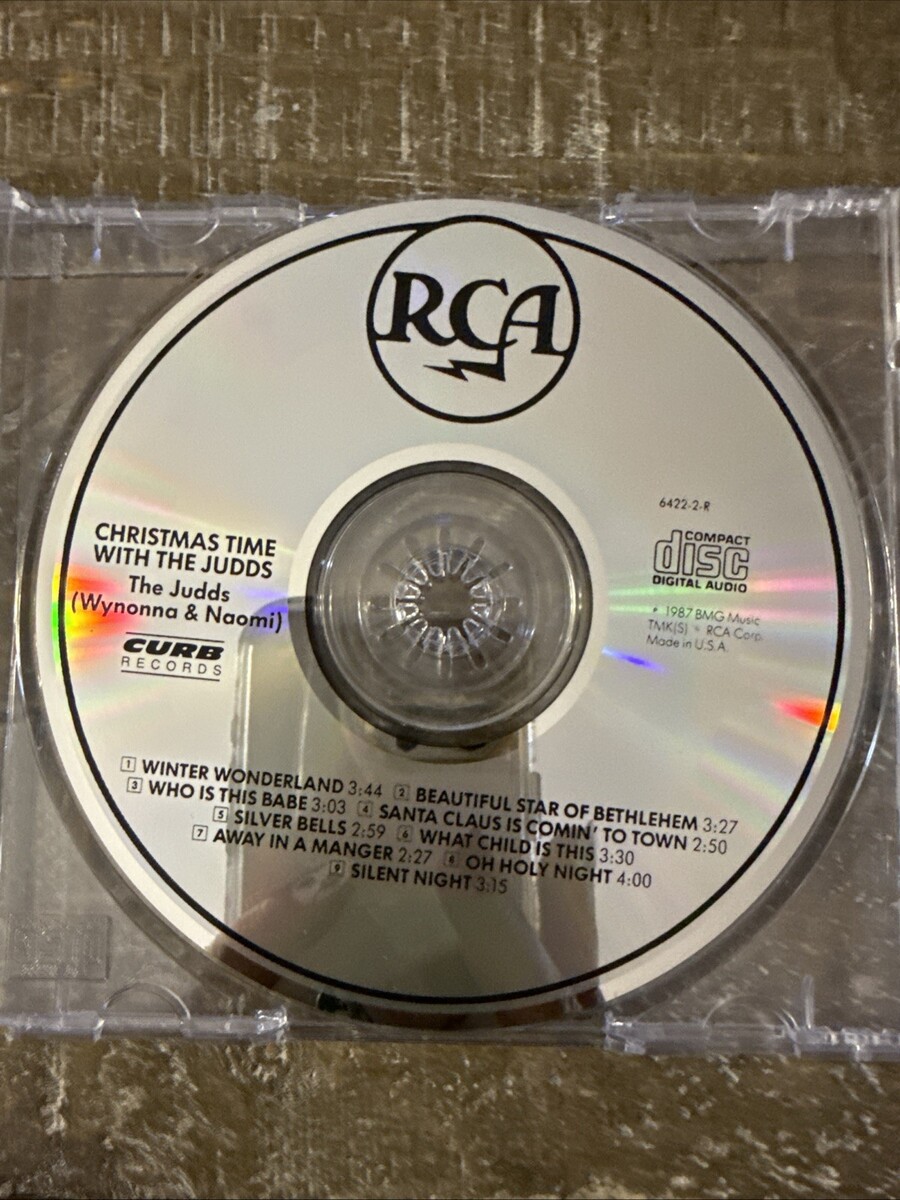 RCA
6422-2-R
COMPACT
disc
DIGITAL AUDIO
℗ 1987 BMG Music
TMK(S) ® RCA Corp.
Made in U.S.A.
CHRISTMAS TIME
WITH THE JUDDS
The Judds
(Wynonna & Naomi)
CURB
RECORDS
1 WINTER WONDERLAND 3:44 2 BEAUTIFUL STAR OF BETHLEHEM 3:27
3 WHO IS THIS BABE 3:03 4 SANTA CLAUS IS COMIN' TO TOWN 2:50
5 SILVER BELLS 2:59 6 WHAT CHILD IS THIS 3:30
7 AWAY IN A MANGER 2:27 8 OH HOLY NIGHT 4:00
9 SILENT NIGHT 3:15